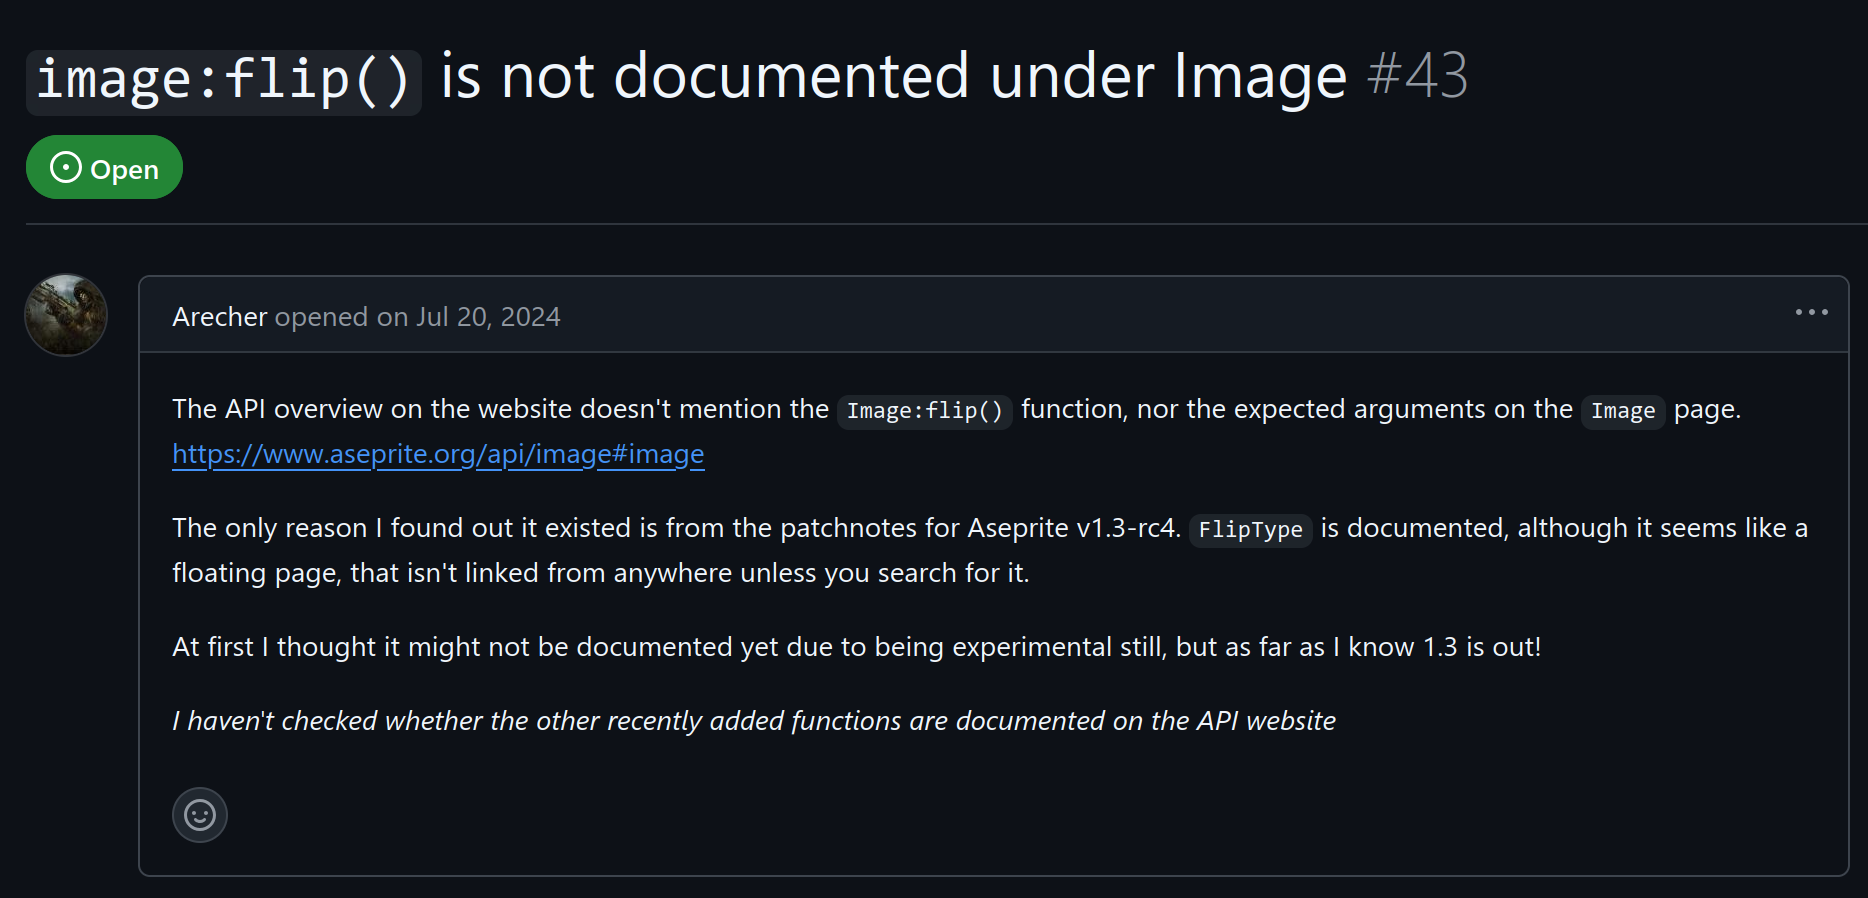 image:flip() is not documented under Image #43
Open
Arecher opened on Jul 20, 2024
The API overview on the website doesn't mention the Image:flip() function, nor the expected arguments on the Image page.
https://www.aseprite.org/api/image#image
The only reason I found out it existed is from the patchnotes for Aseprite v1.3-rc4. FlipType is documented, although it seems like a
floating page, that isn't linked from anywhere unless you search for it.
At first I thought it might not be documented yet due to being experimental still, but as far as I know 1.3 is out!
I haven't checked whether the other recently added functions are documented on the API website